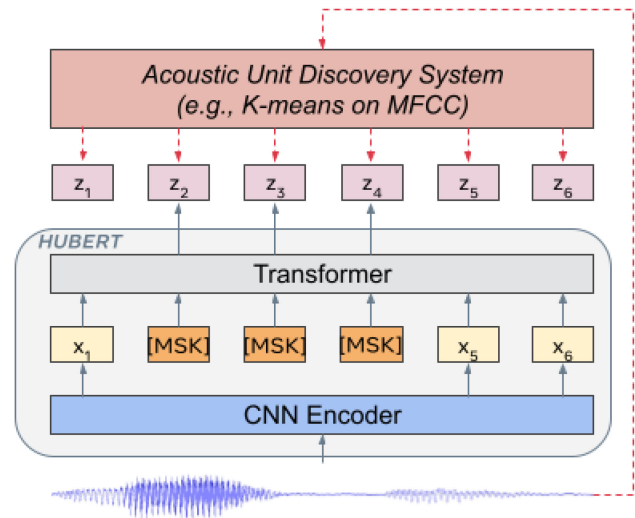 Acoustic Unit Discovery System
(e.g., K-means on MFCC)
z₁ z₂ z₃ z₄ z₅ z₆
HUBERT
Transformer
x₁ [MSK] [MSK] [MSK] x₅ x₆
CNN Encoder